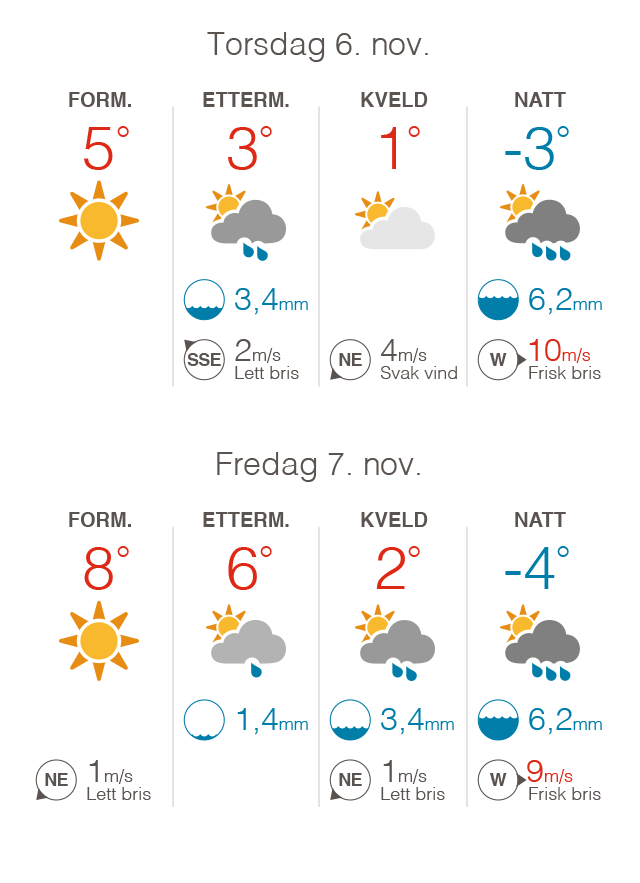 Torsdag 6. nov.
FORM. ETTERM. KVELD NATT
5° 3° 1° -3°
3,4mm 6,2mm
SSE 2m/s NE 4m/s W 10m/s
Lett bris Svak vind Frisk bris
Fredag 7. nov.
FORM. ETTERM. KVELD NATT
8° 6° 2° -4°
1,4mm 3,4mm 6,2mm
NE 1m/s NE 1m/s W 9m/s
Lett bris Lett bris Frisk bris